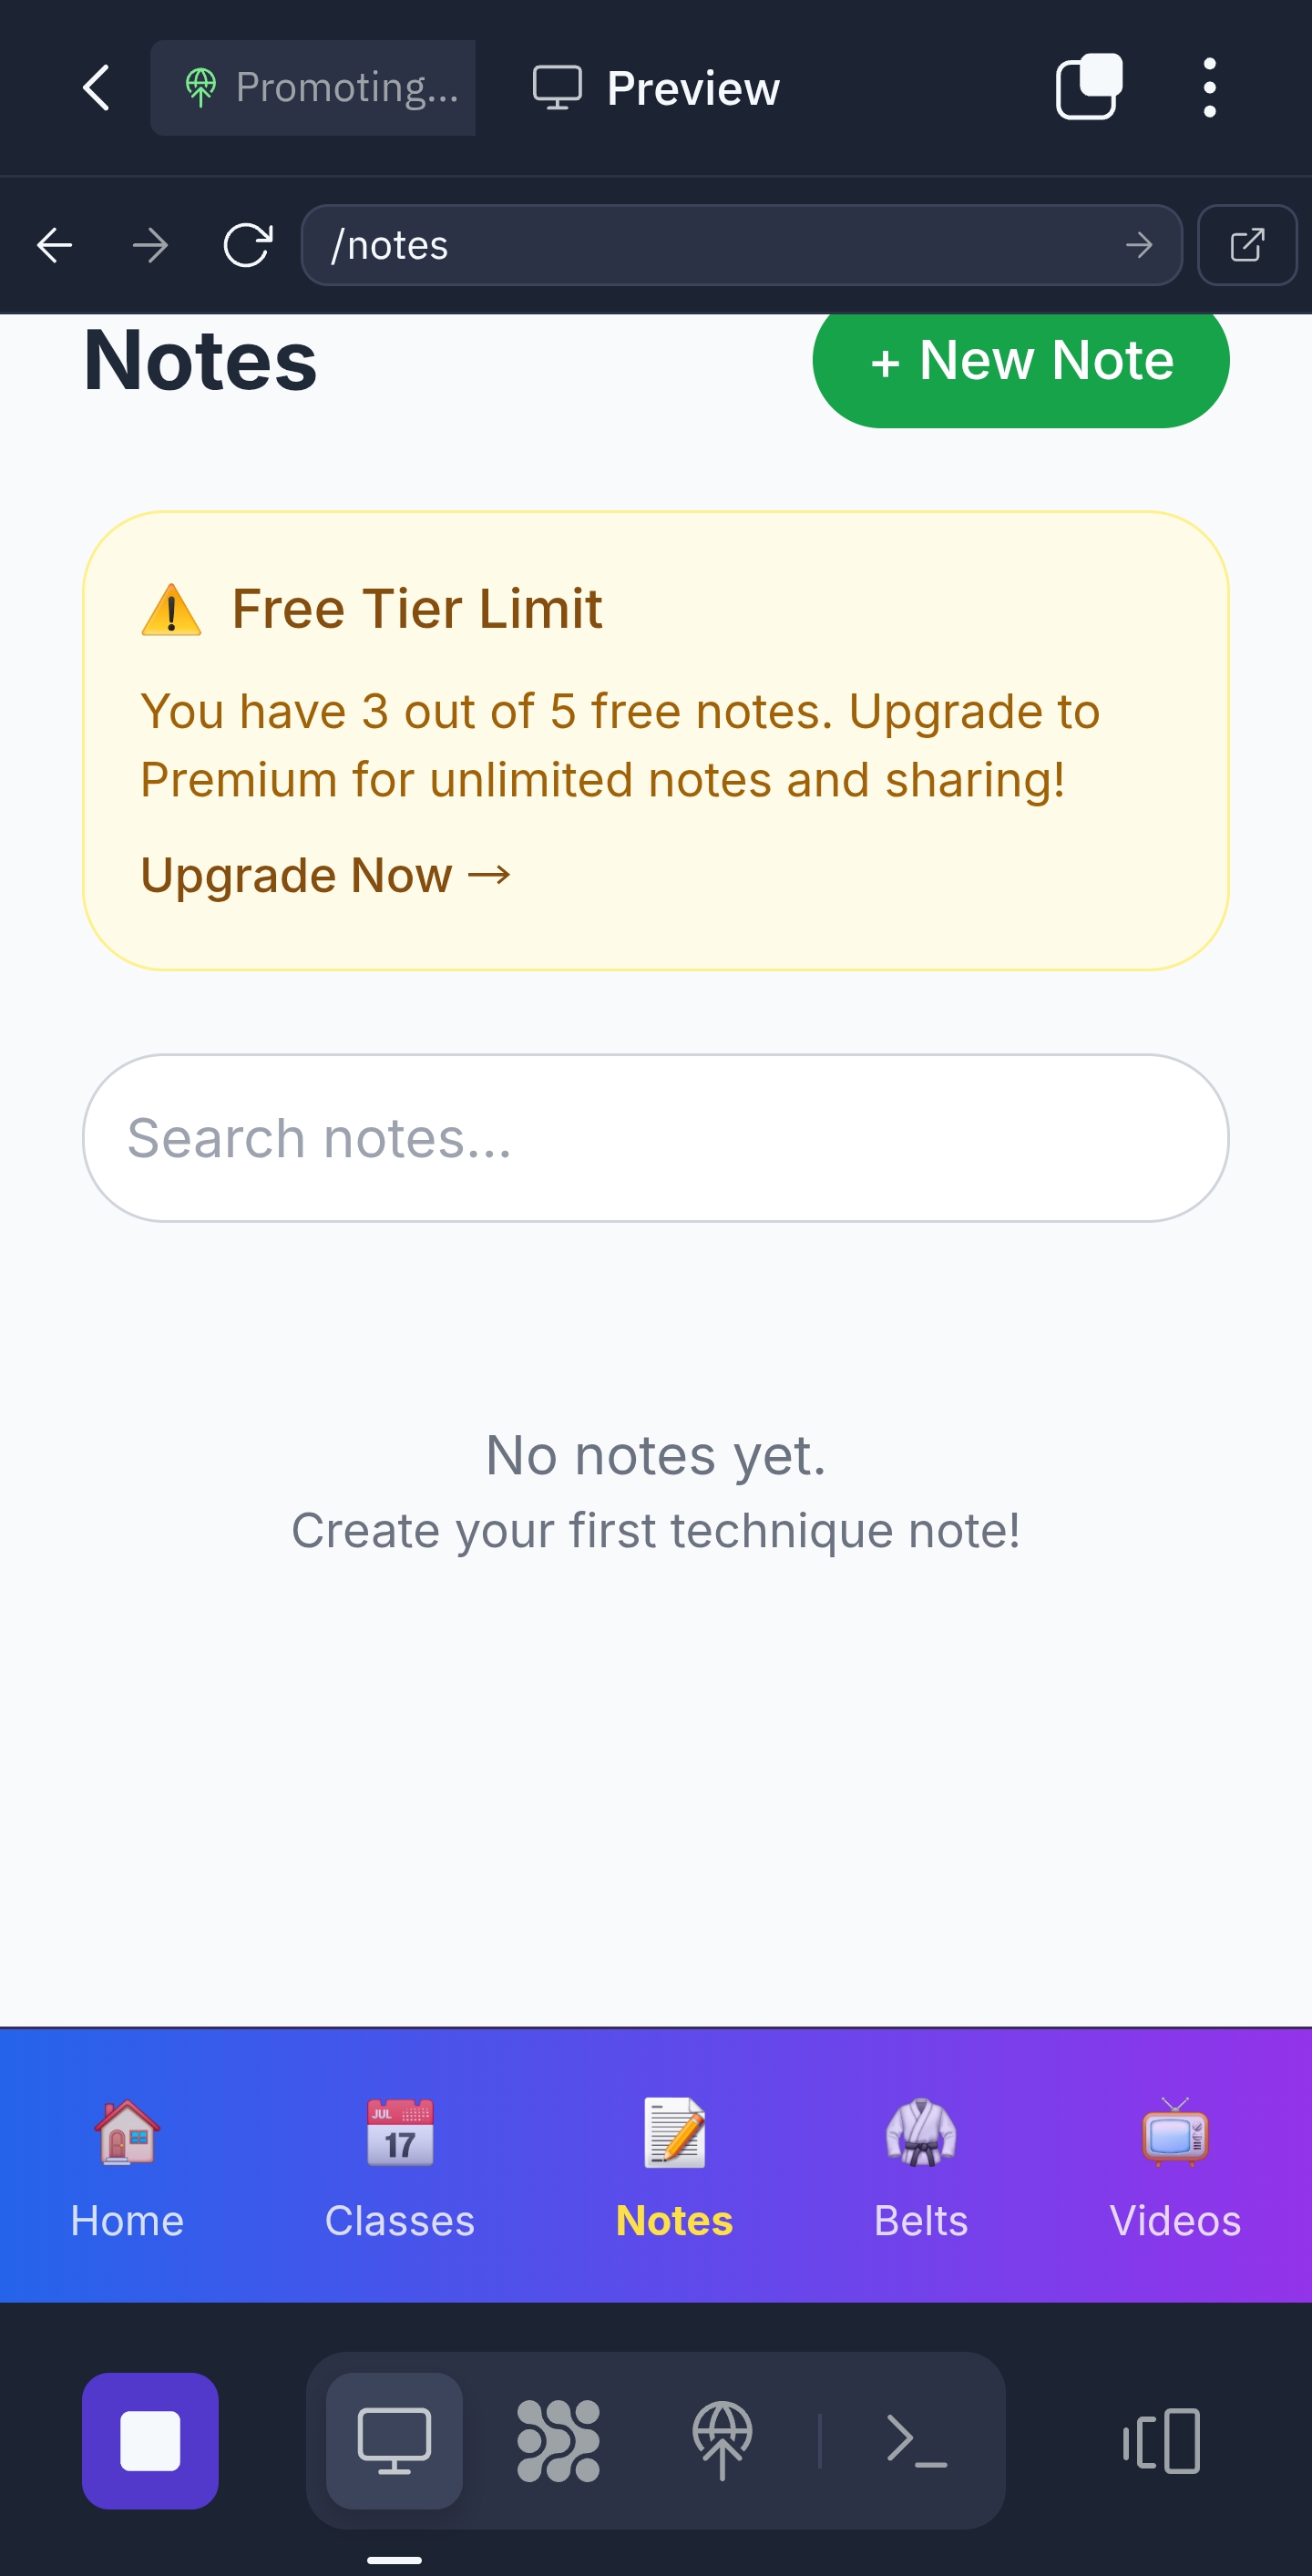 Promoting...
Preview
/notes
Notes
+ New Note
⚠️ Free Tier Limit
You have 3 out of 5 free notes. Upgrade to
Premium for unlimited notes and sharing!
Upgrade Now →
Search notes...
No notes yet.
Create your first technique note!
JUL
17
Home
Classes
Notes
Belts
Videos